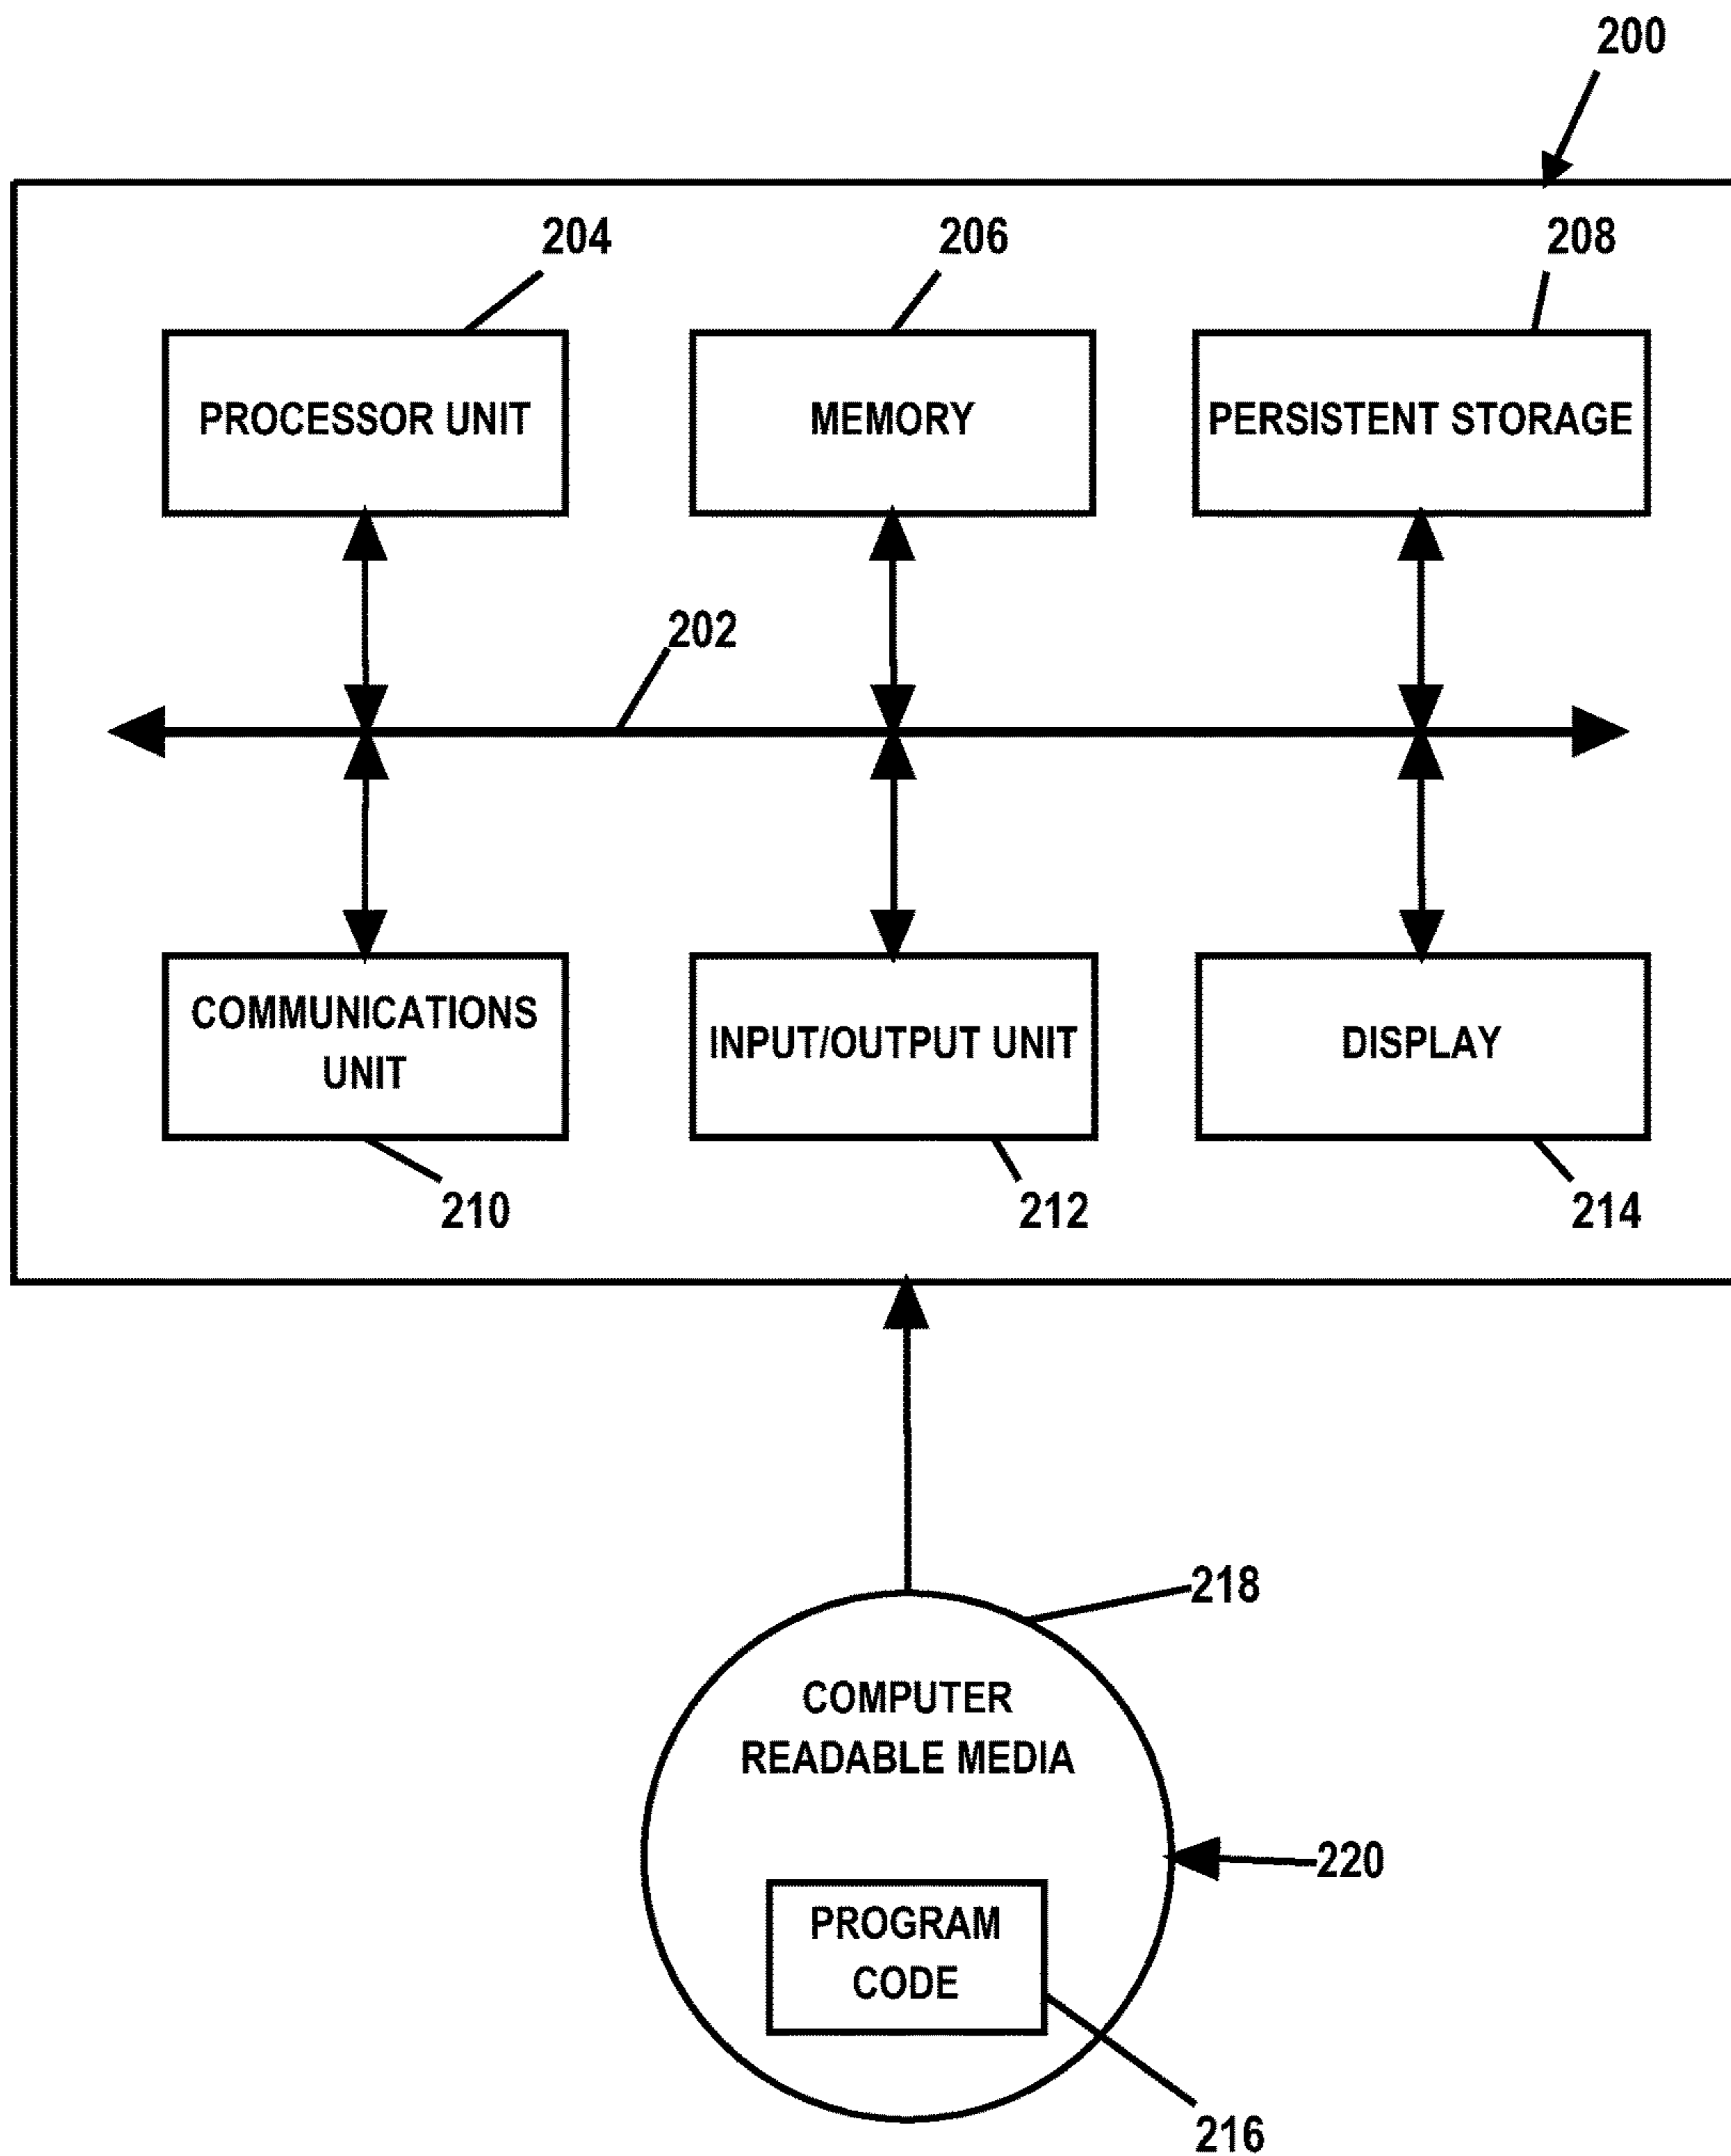 200
204
206
208
PROCESSOR UNIT
MEMORY
PERSISTENT STORAGE
202
COMMUNICATIONS
UNIT
INPUT/OUTPUT UNIT
DISPLAY
210
212
214
218
COMPUTER
READABLE MEDIA
220
PROGRAM
CODE
216